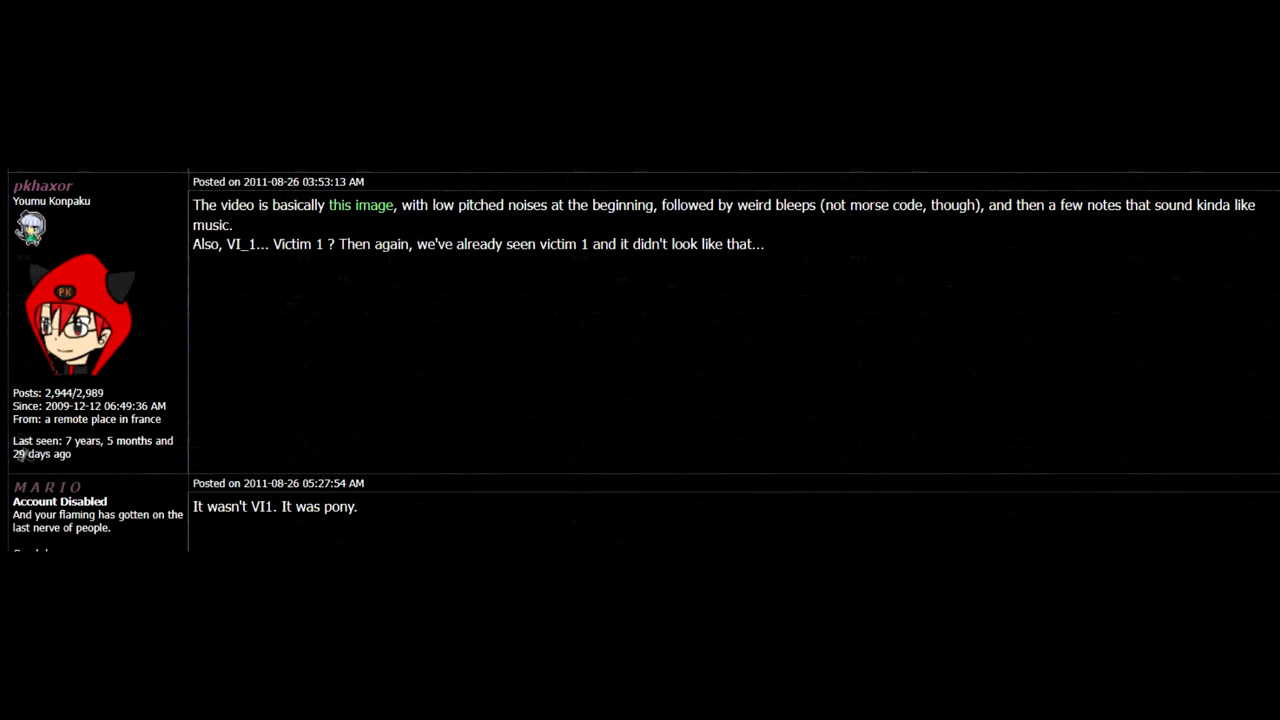 pkhaxor
Youmu Konpaku
PK
Posts: 2,944/2,989
Since: 2009-12-12 06:49:36 AM
From: a remote place in france
Last seen: 7 years, 5 months and
29 days ago
Posted on 2011-08-26 03:53:13 AM
The video is basically this image, with low pitched noises at the beginning, followed by weird bleeps (not morse code, though), and then a few notes that sound kinda like
music.
Also, VI_1... Victim 1 ? Then again, we've already seen victim 1 and it didn't look like that...
M A R I O
Account Disabled
And your flaming has gotten on the
last nerve of people.
Posted on 2011-08-26 05:27:54 AM
It wasn't VI1. It was pony.